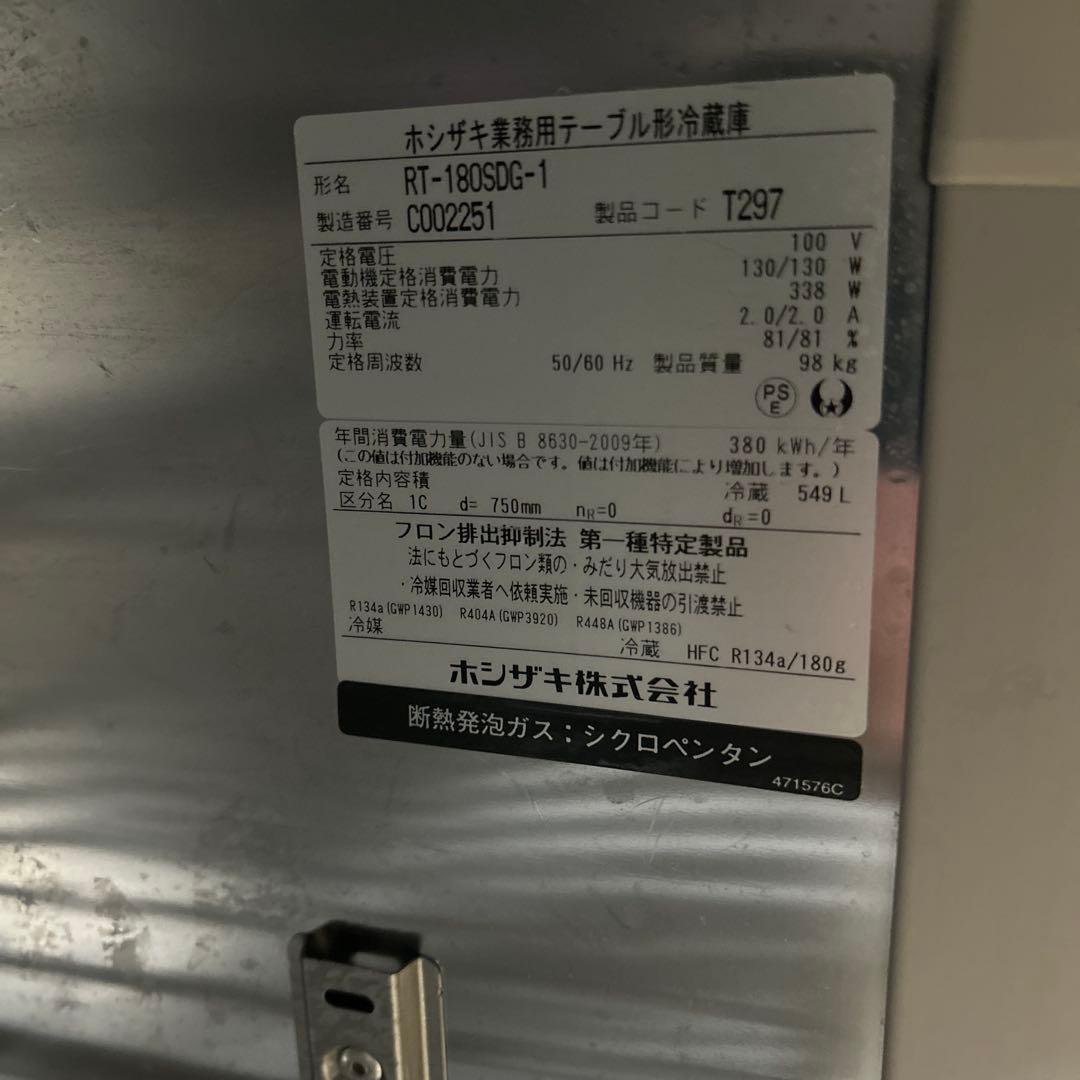 ホシザキ業務用テーブル形冷蔵庫
形名 RT-180SDG-1
製造番号 C002251 製品コード T297
定格電圧 100 V
電動機定格消費電力 130/130 W
電熱装置定格消費電力 338 W
運転電流 2.0/2.0 A
力率 81/81 %
定格周波数 50/60 Hz 製品質量 98 kg
PS
E
年間消費電力量(JIS B 8630-2009年) 380 kWh/年
(この値は付加機能のない場合です。値は付加機能により増加します。)
定格内容積 冷蔵 549 L
区分名 1C d= 750mm nR=0 dR=0
フロン排出抑制法 第一種特定製品
法にもとづくフロン類の・みだり大気放出禁止
・冷媒回収業者へ依頼実施・未回収機器の引渡禁止
R134a(GWP1430) R404A(GWP3920) R448A(GWP1386)
冷媒 冷蔵 HFC R134a/180g
ホシザキ株式会社
断熱発泡ガス:シクロペンタン
471576C